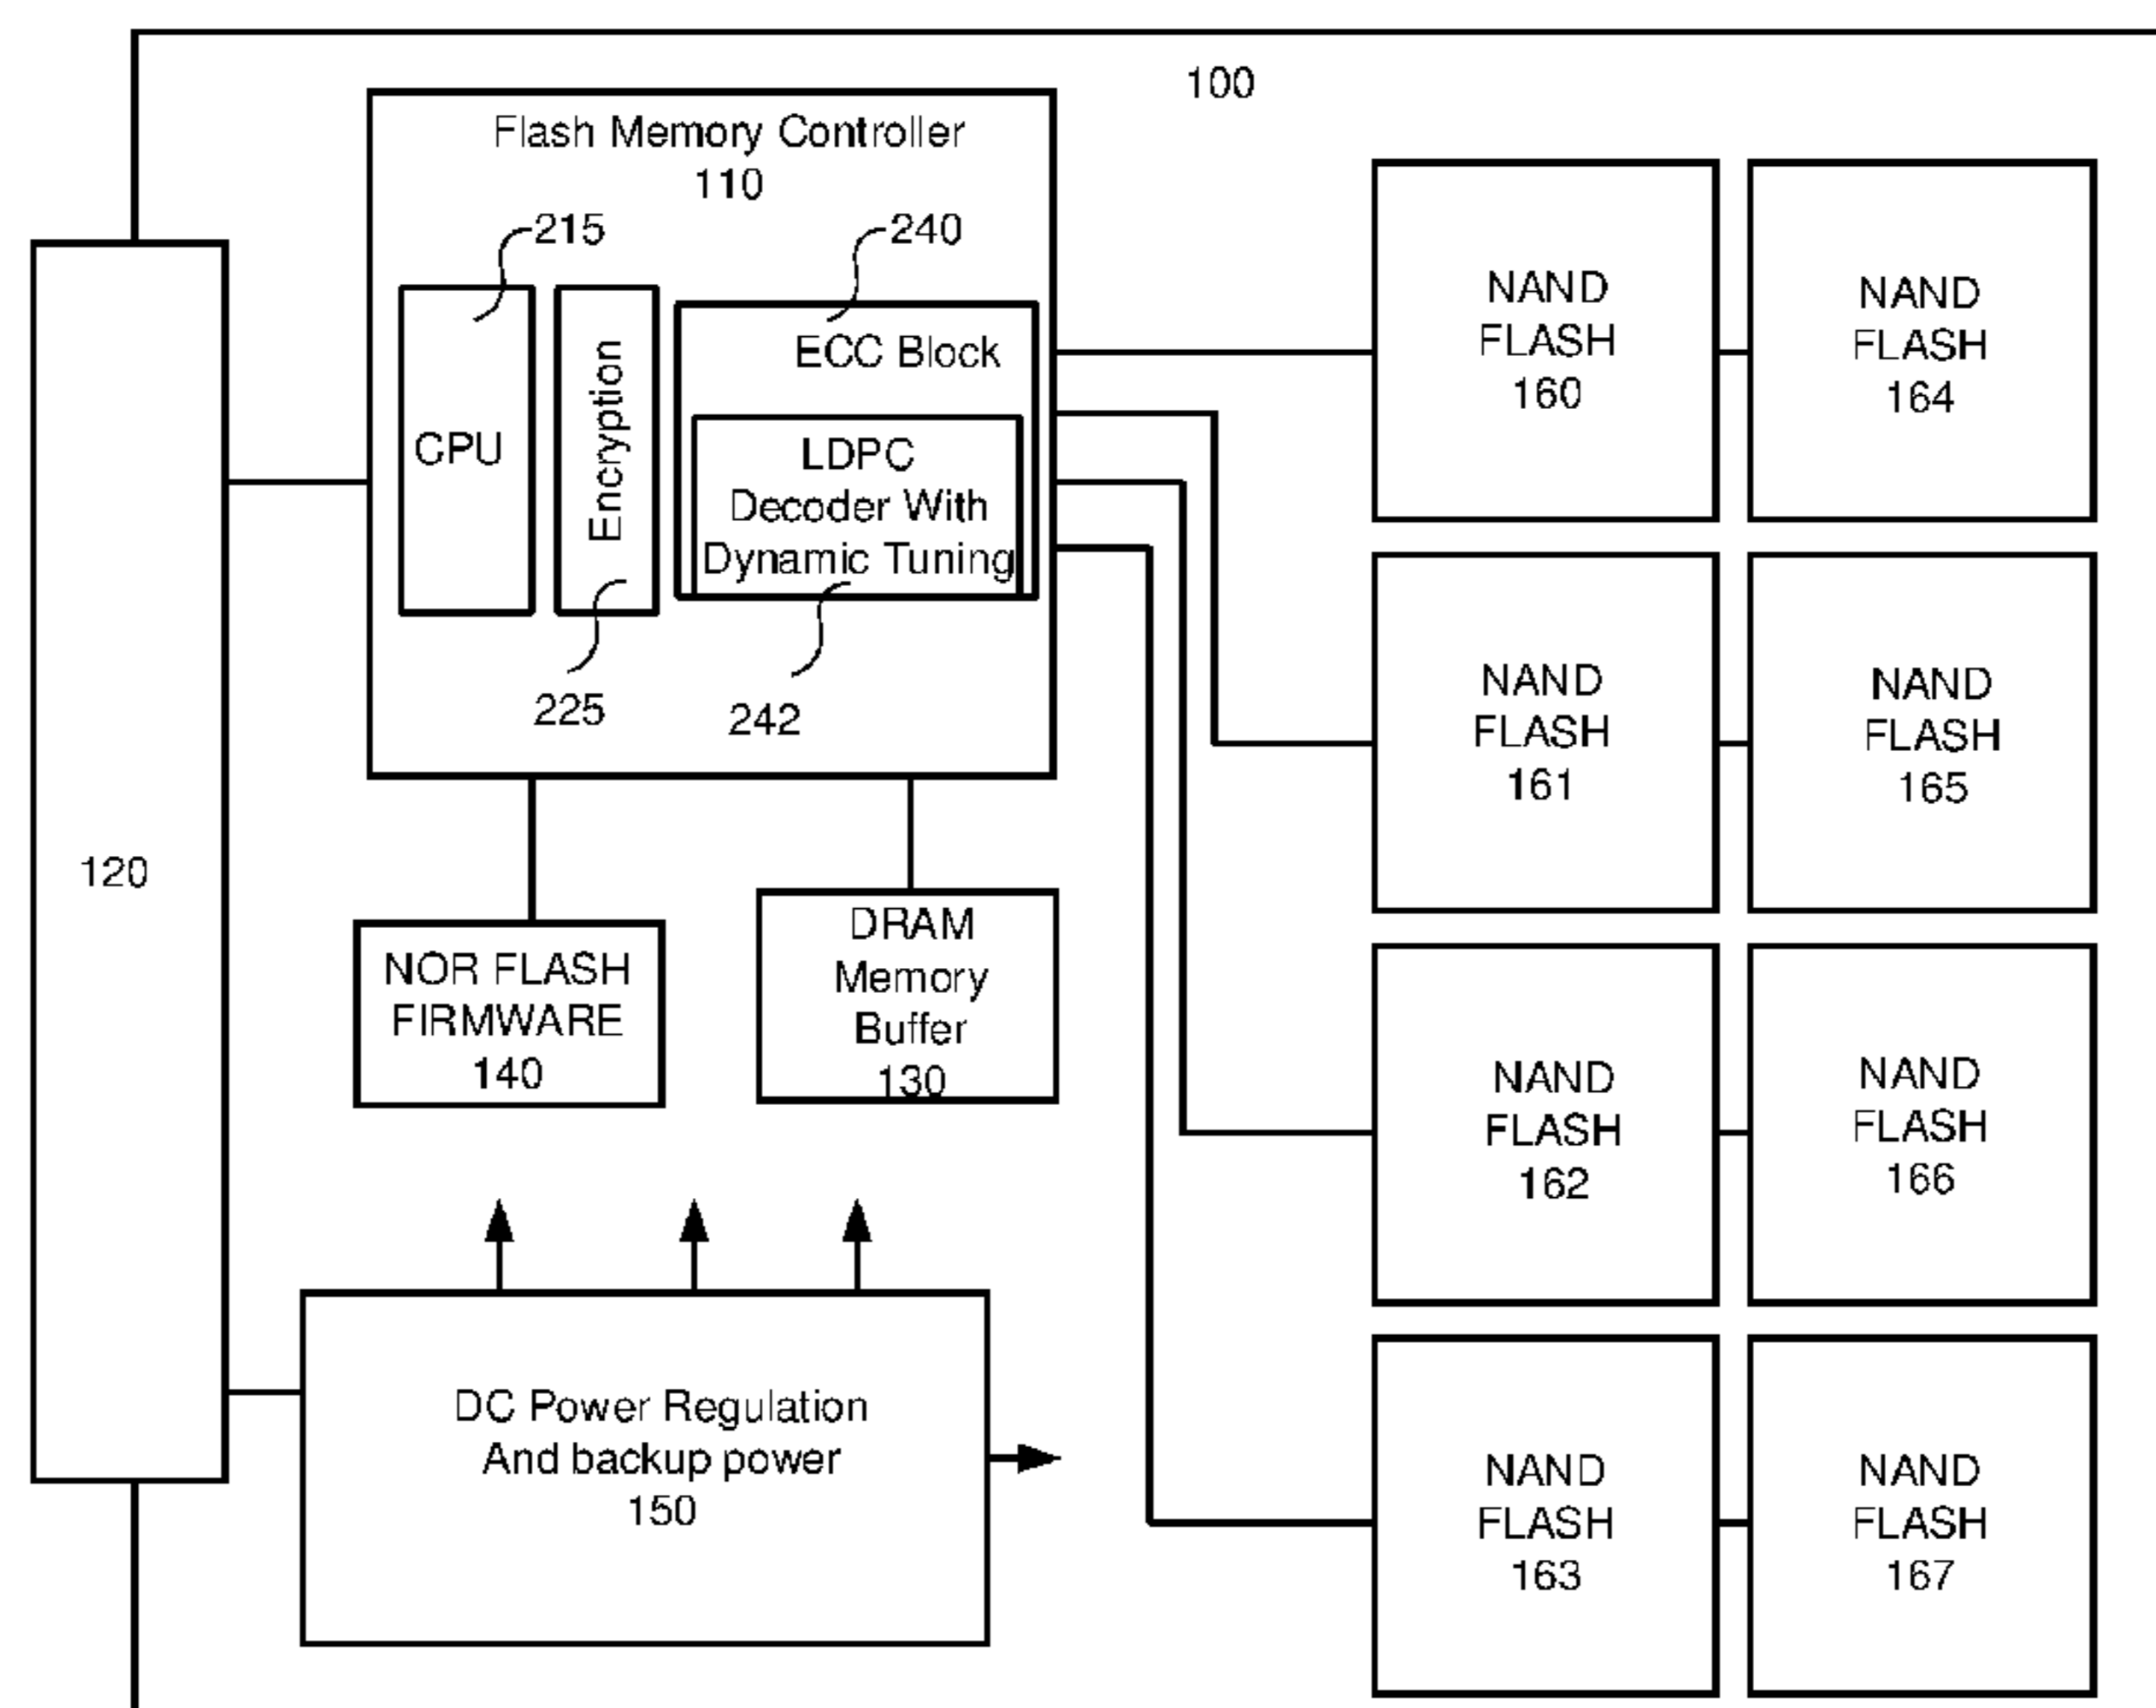 100
Flash Memory Controller
110
215
240
CPU
Encryption
ECC Block
LDPC
Decoder With
Dynamic Tuning
225
242
120
NOR FLASH
FIRMWARE
140
DRAM
Memory
Buffer
130
DC Power Regulation
And backup power
150
NAND
FLASH
160
NAND
FLASH
164
NAND
FLASH
161
NAND
FLASH
165
NAND
FLASH
162
NAND
FLASH
166
NAND
FLASH
163
NAND
FLASH
167